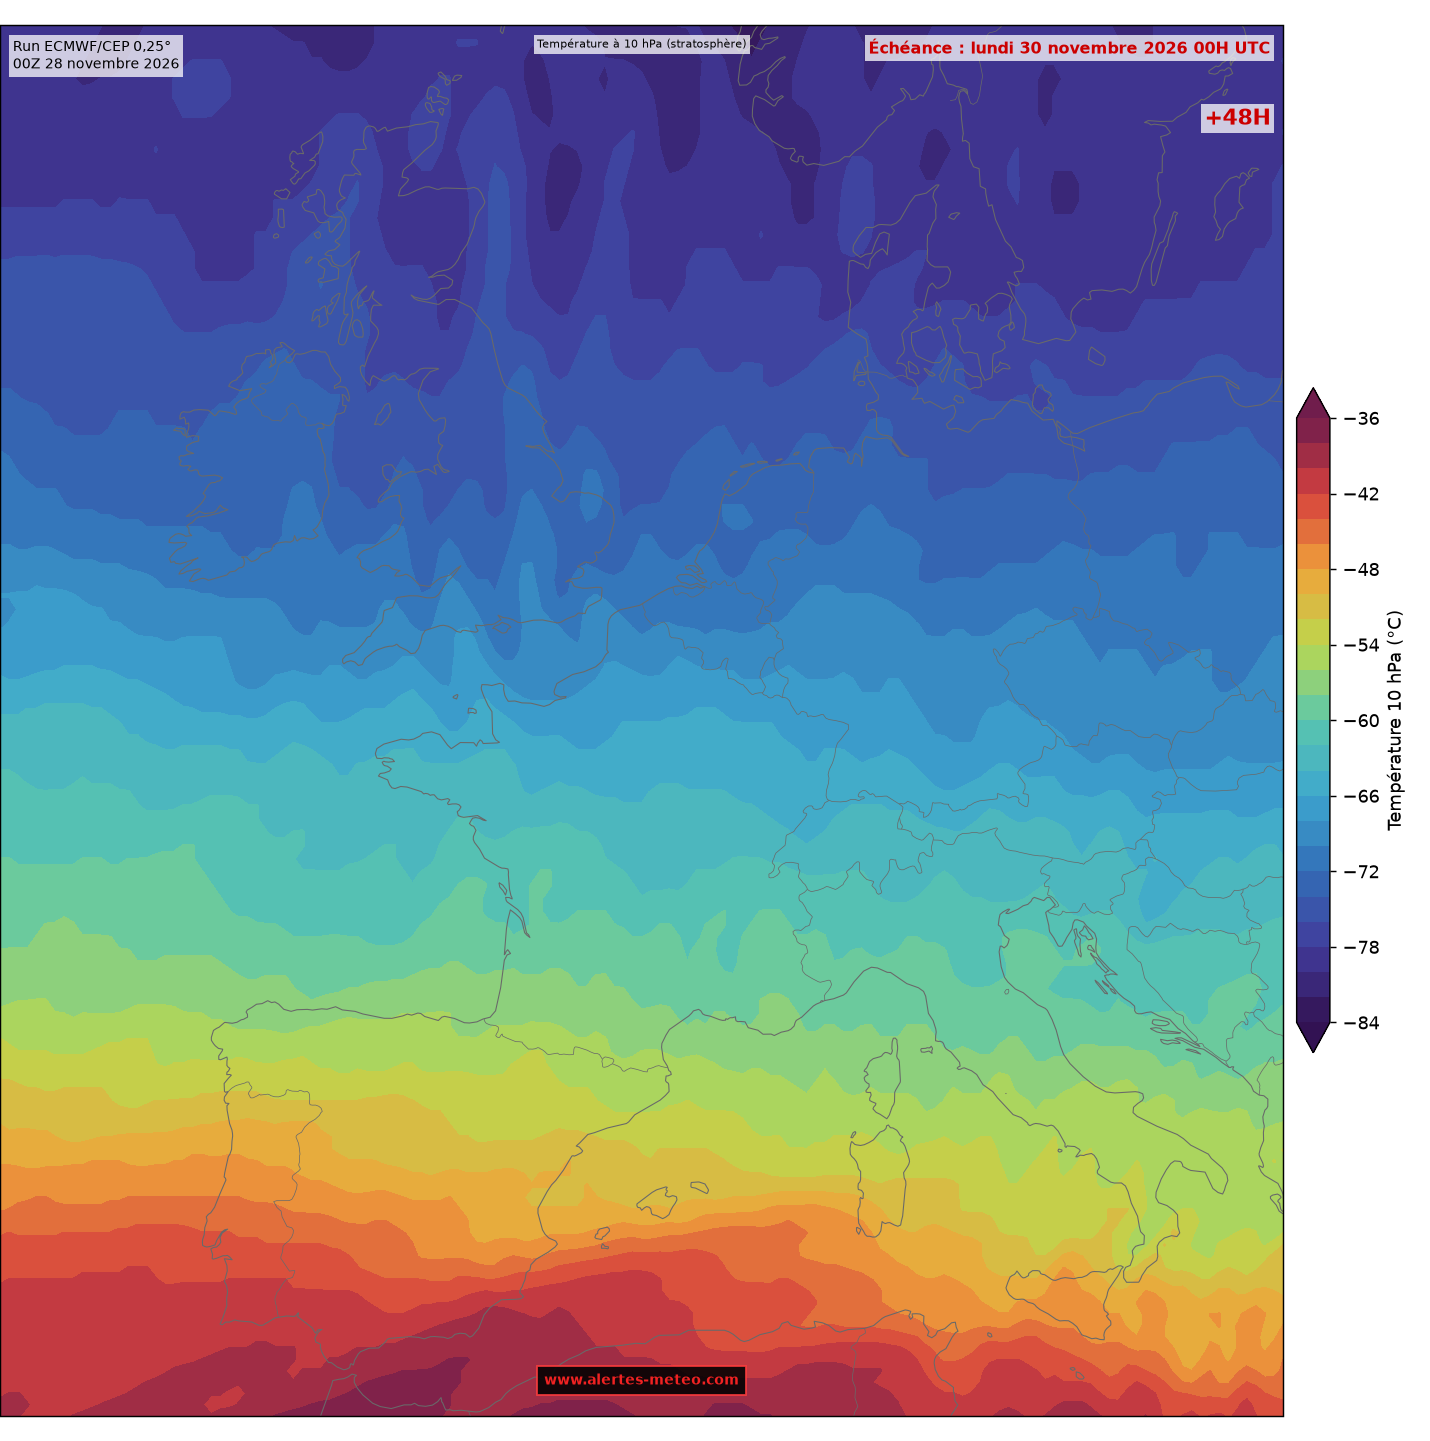 Run ECMWF/CEP 0,25°
00Z 28 novembre 2026
Température à 10 hPa (stratosphère)
Échéance : lundi 30 novembre 2026 00H UTC
+48H
−36
−42
−48
−54
−60
−66
−72
−78
−84
Température 10 hPa (°C)
www.alertes-meteo.com